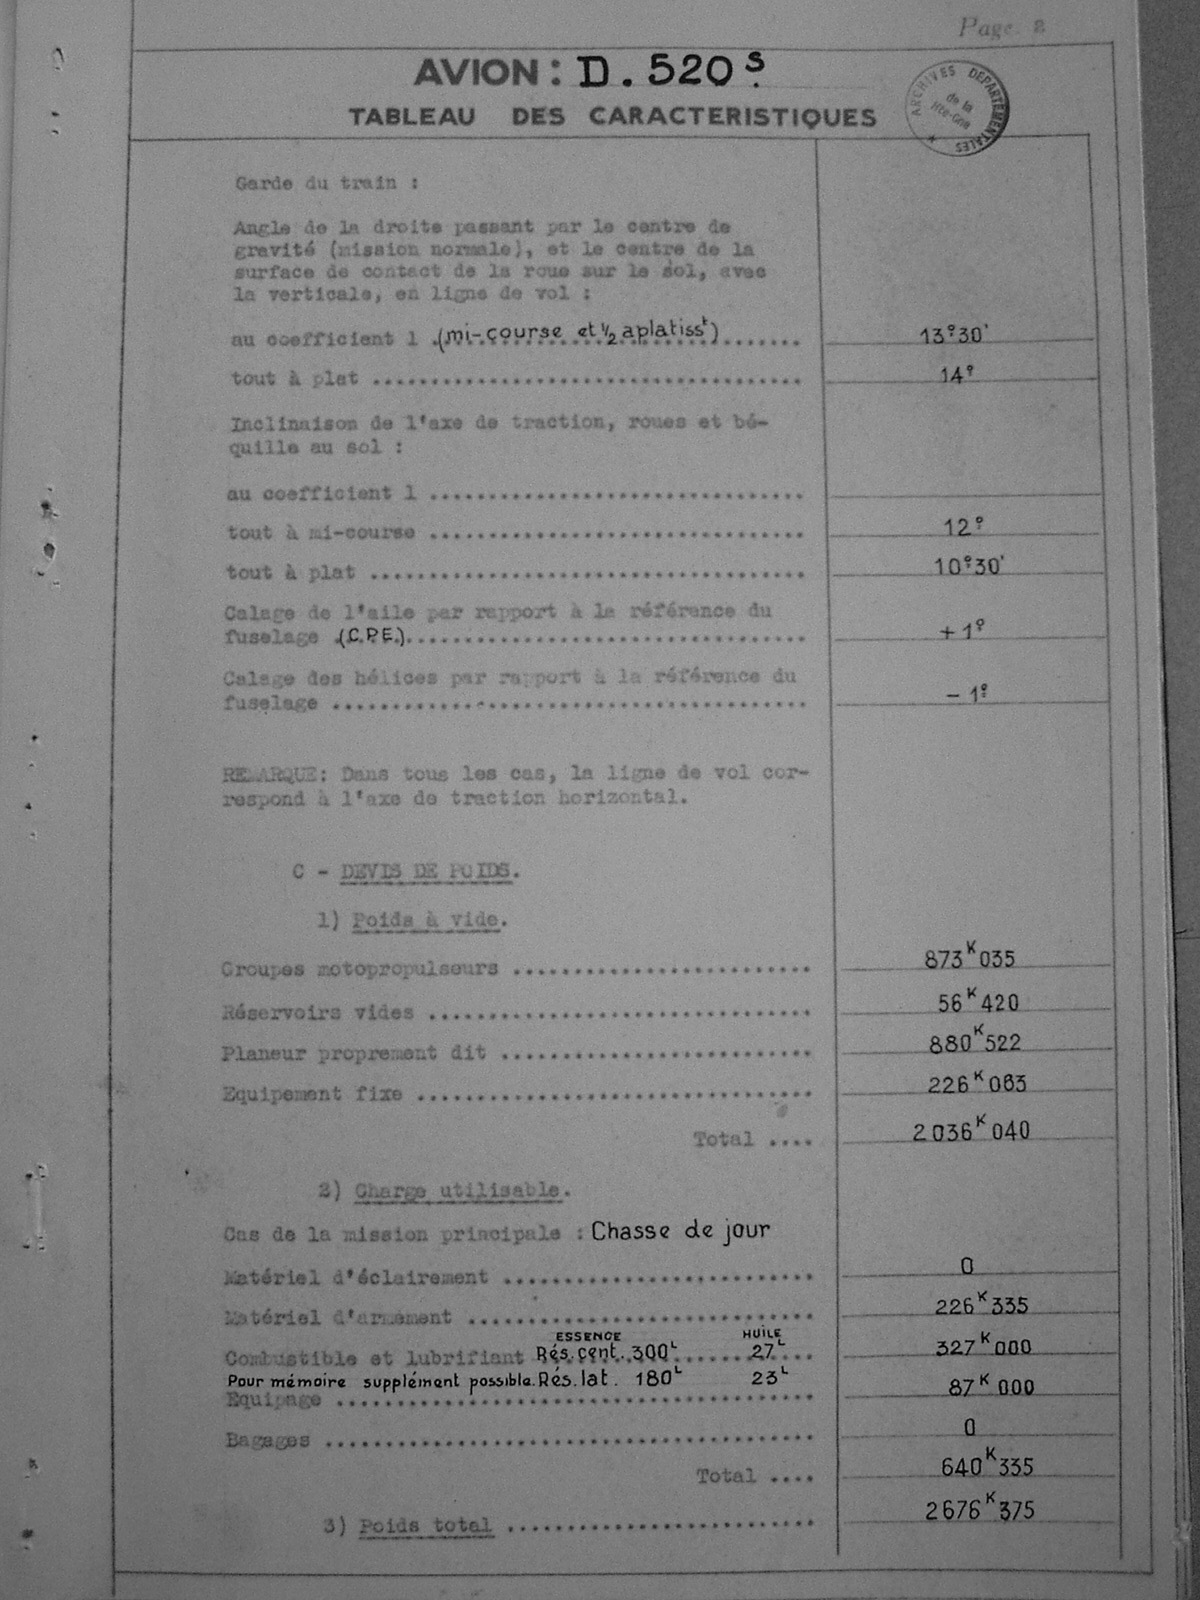 Page. 2
AVION : D. 520 S.
TABLEAU DES CARACTERISTIQUES
ARCHIVES DEPARTEMENTALES
de la
Hte-Gne
Garde du train :
Angle de la droite passant par le centre de
gravité (mission normale), et le centre de la
surface de contact de la roue sur le sol, avec
la verticale, en ligne de vol :
au coefficient 1 (mi-course et 1/2 aplatisst) ........ 13°30'
tout à plat .................................... 14°
Inclinaison de l'axe de traction, roues et bé-
quille au sol :
au coefficient 1 ...............................
tout à mi-course ............................... 12°
tout à plat .................................... 10°30'
Calage de l'aile par rapport à la référence du
fuselage (C.P.E.)................................. +1°
Calage des hélices par rapport à la référence du
fuselage ........................................ -1°
REMARQUE: Dans tous les cas, la ligne de vol cor-
respond à l'axe de traction horizontal.
C - DEVIS DE POIDS.
1) Poids à vide.
Groupes motopropulseurs ......................... 873K035
Réservoirs vides ................................ 56K420
Planeur proprement dit .......................... 880K522
Equipement fixe ................................. 226K063
Total .... 2036K040
2) Charge utilisable.
Cas de la mission principale : Chasse de jour
Matériel d'éclairement .......................... 0
Matériel d'armement ............................. 226K335
ESSENCE HUILE
Combustible et lubrifiant Rés. cent. 300L 27L 327K000
Pour mémoire supplément possible. Rés. lat. 180L 23L
Equipage ........................................ 87K000
Bagages ......................................... 0
Total .... 640K335
3) Poids total .............................. 2676K375